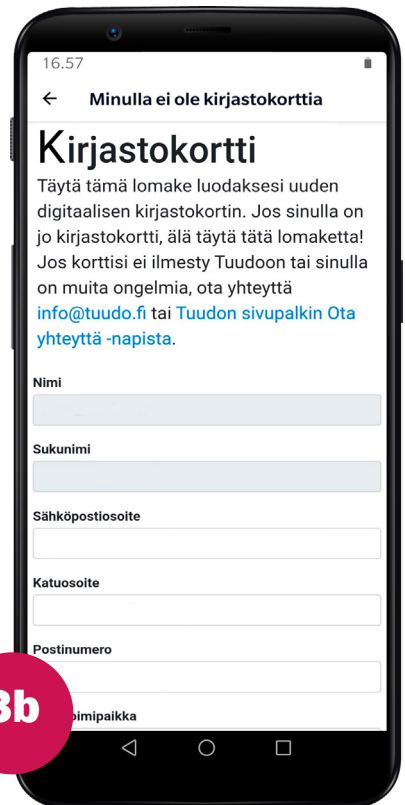 16.57
Minulla ei ole kirjastokorttia
Kirjastokortti
Täytä tämä lomake luodaksesi uuden
digitaalisen kirjastokortin. Jos sinulla on
jo kirjastokortti, älä täytä tätä lomaketta!
Jos korttisi ei ilmesty Tuudoon tai sinulla
on muita ongelmia, ota yhteyttä
info@tuudo.fi tai Tuudon sivupalkin Ota
yhteyttä -napista.
Nimi
Sukunimi
Sähköpostiosoite
Katuosoite
Postinumero
3b